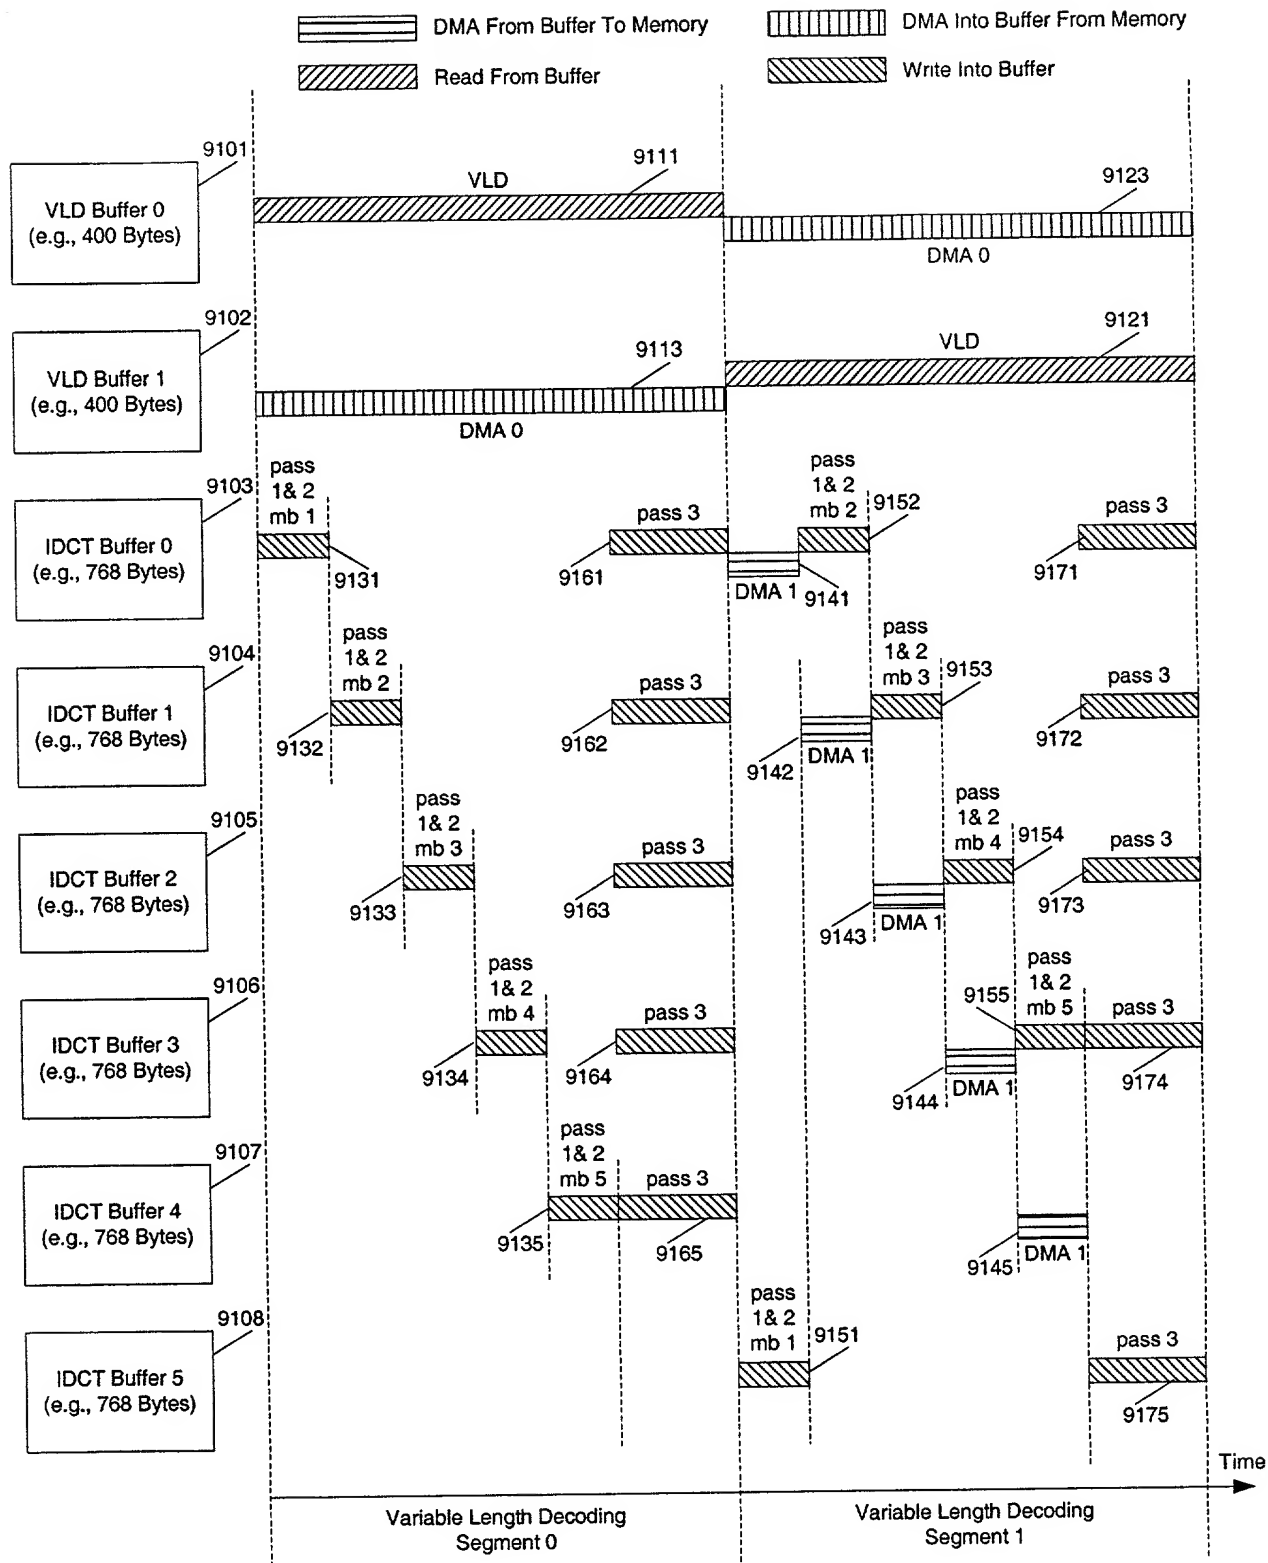 DMA From Buffer To Memory
DMA Into Buffer From Memory
Read From Buffer
Write Into Buffer
9101
VLD Buffer 0
(e.g., 400 Bytes)
VLD
9111
9123
DMA 0
9102
VLD Buffer 1
(e.g., 400 Bytes)
9113
DMA 0
VLD
9121
9103
IDCT Buffer 0
(e.g., 768 Bytes)
pass
1& 2
mb 1
9131
pass 3
9161
DMA 1
9141
pass
1& 2
mb 2
9152
pass 3
9171
9104
IDCT Buffer 1
(e.g., 768 Bytes)
pass
1& 2
mb 2
9132
pass 3
9162
9142
DMA 1
pass
1& 2
mb 3
9153
pass 3
9172
9105
IDCT Buffer 2
(e.g., 768 Bytes)
pass
1& 2
mb 3
9133
pass 3
9163
9143
DMA 1
pass
1& 2
mb 4
9154
pass 3
9173
9106
IDCT Buffer 3
(e.g., 768 Bytes)
pass
1& 2
mb 4
9134
pass 3
9164
9144
DMA 1
9155
pass
1& 2
mb 5
pass 3
9174
9107
IDCT Buffer 4
(e.g., 768 Bytes)
pass
1& 2
mb 5
9135
pass 3
9165
9145
DMA 1
9108
IDCT Buffer 5
(e.g., 768 Bytes)
pass
1& 2
mb 1
9151
pass 3
9175
Time
Variable Length Decoding
Segment 0
Variable Length Decoding
Segment 1